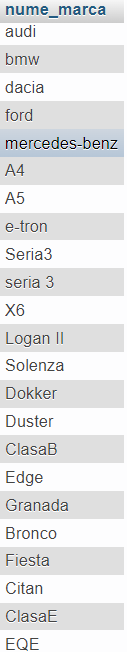 nume_marca
audi
bmw
dacia
ford
mercedes-benz
A4
A5
e-tron
Seria3
seria 3
X6
Logan II
Solenza
Dokker
Duster
ClasaB
Edge
Granada
Bronco
Fiesta
Citan
ClasaE
EQE